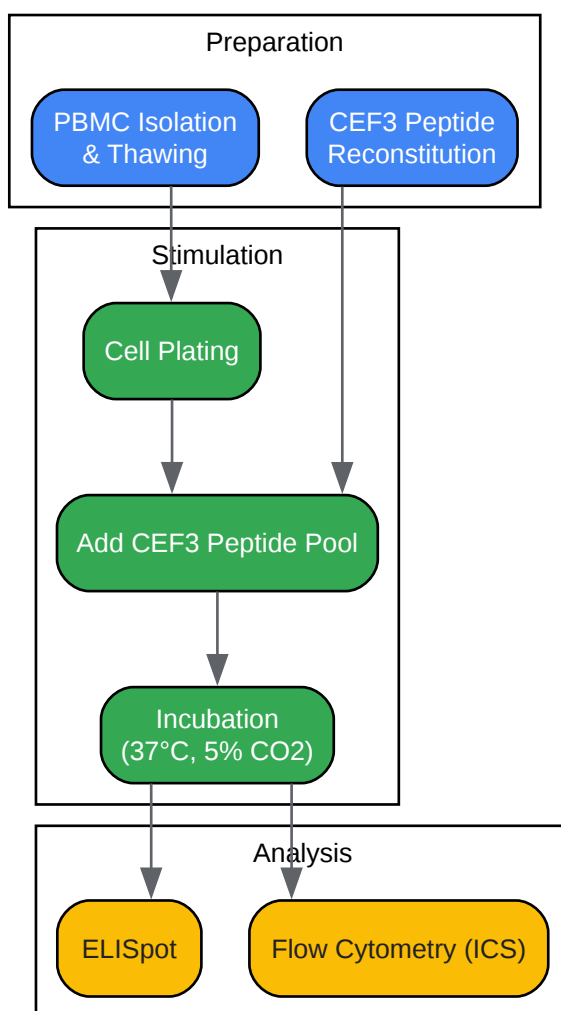 Preparation
PBMC Isolation
& Thawing
CEF3 Peptide
Reconstitution
Stimulation
Cell Plating
Add CEF3 Peptide Pool
Incubation
(37°C, 5% CO2)
Analysis
ELISpot
Flow Cytometry (ICS)